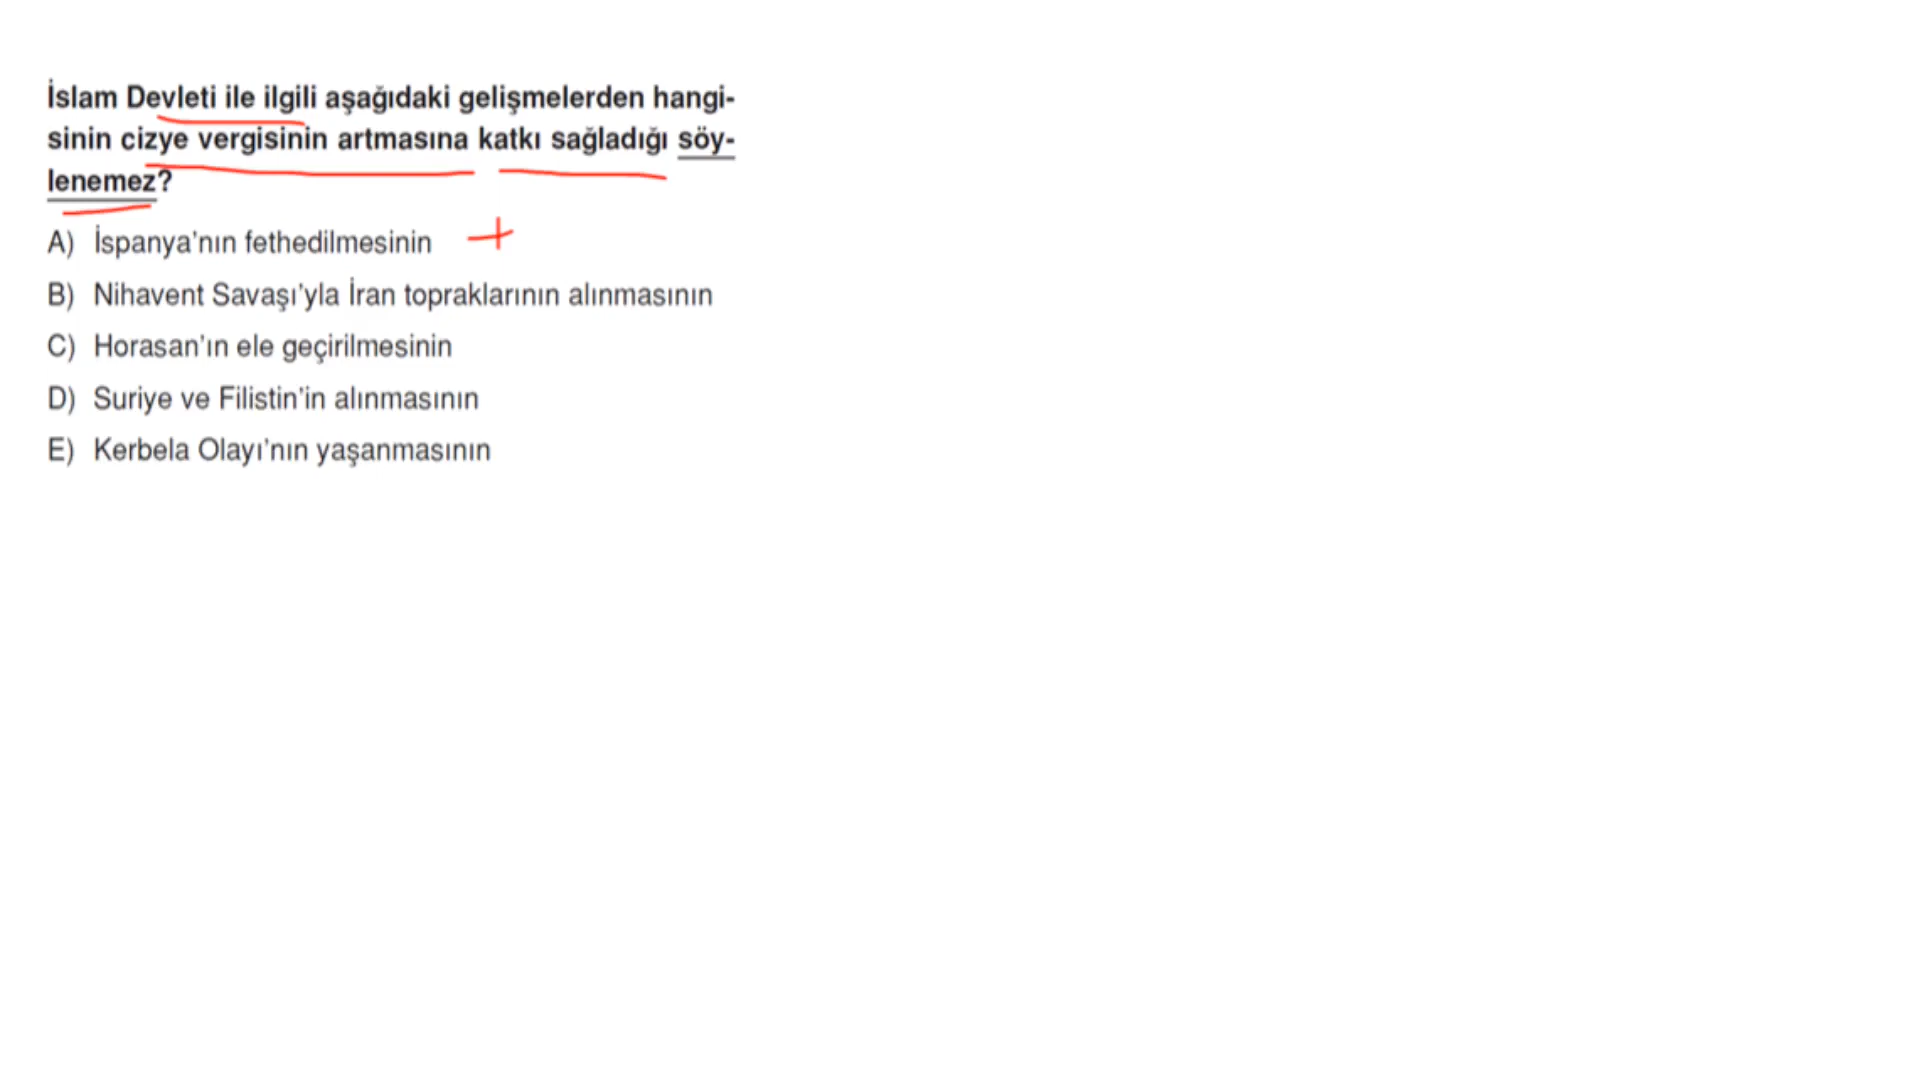 İslam Devleti ile ilgili aşağıdaki gelişmelerden hangi-
sinin cizye vergisinin artmasına katkı sağladığı söy-
lenemez?
A) İspanya'nın fethedilmesinin +
B) Nihavent Savaşı'yla İran topraklarının alınmasının
C) Horasan'ın ele geçirilmesinin
D) Suriye ve Filistin'in alınmasının
E) Kerbela Olayı'nın yaşanmasının